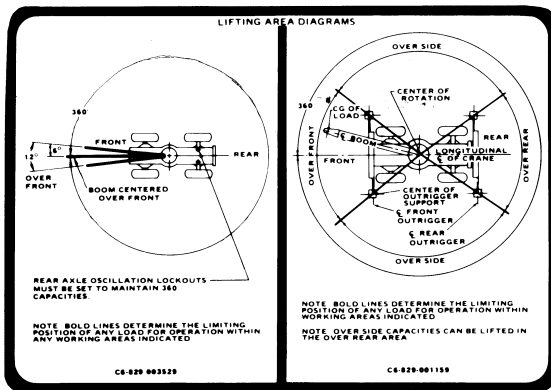 LIFTING AREA DIAGRAMS
360
FRONT
REAR
12°
6°
OVER
FRONT
BOOM CENTERED
OVER FRONT
REAR AXLE OSCILLATION LOCKOUTS
MUST BE SET TO MAINTAIN 360
CAPACITIES.
NOTE BOLD LINES DETERMINE THE LIMITING
POSITION OF ANY LOAD FOR OPERATION WITHIN
ANY WORKING AREAS INDICATED
C6-829 003529
OVER SIDE
CENTER OF
ROTATION
360
CG OF
LOAD
℄ BOOM
REAR
LONGITUDINAL
℄ OF CRANE
FRONT
OVER FRONT
OVER REAR
CENTER OF
OUTRIGGER
SUPPORT
℄ FRONT
OUTRIGGER
℄ REAR
OUTRIGGER
OVER SIDE
NOTE BOLD LINES DETERMINE THE LIMITING
POSITION OF ANY LOAD FOR OPERATION WITHIN
WORKING AREAS INDICATED
NOTE OVER SIDE CAPACITIES CAN BE LIFTED IN
THE OVER REAR AREA
C6-829-001159